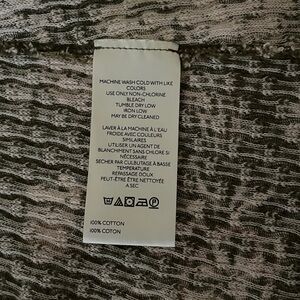 MACHINE WASH COLD WITH LIKE
COLORS
USE ONLY NON-CHLORINE
BLEACH
TUMBLE DRY LOW
IRON LOW
MAY BE DRY CLEANED
LAVER À LA MACHINE À L'EAU
FROIDE AVEC COULEURS
SIMILAIRES
UTILISER UN AGENT DE
BLANCHIMENT SANS CHLORE SI
NÉCESSAIRE
SÉCHER PAR CULBUTAGE À BASSE
TEMPÉRATURE
REPASSAGE DOUX
PEUT-ÊTRE ÊTRE NETTOYÉE
À SEC
100% COTTON
100% COTON